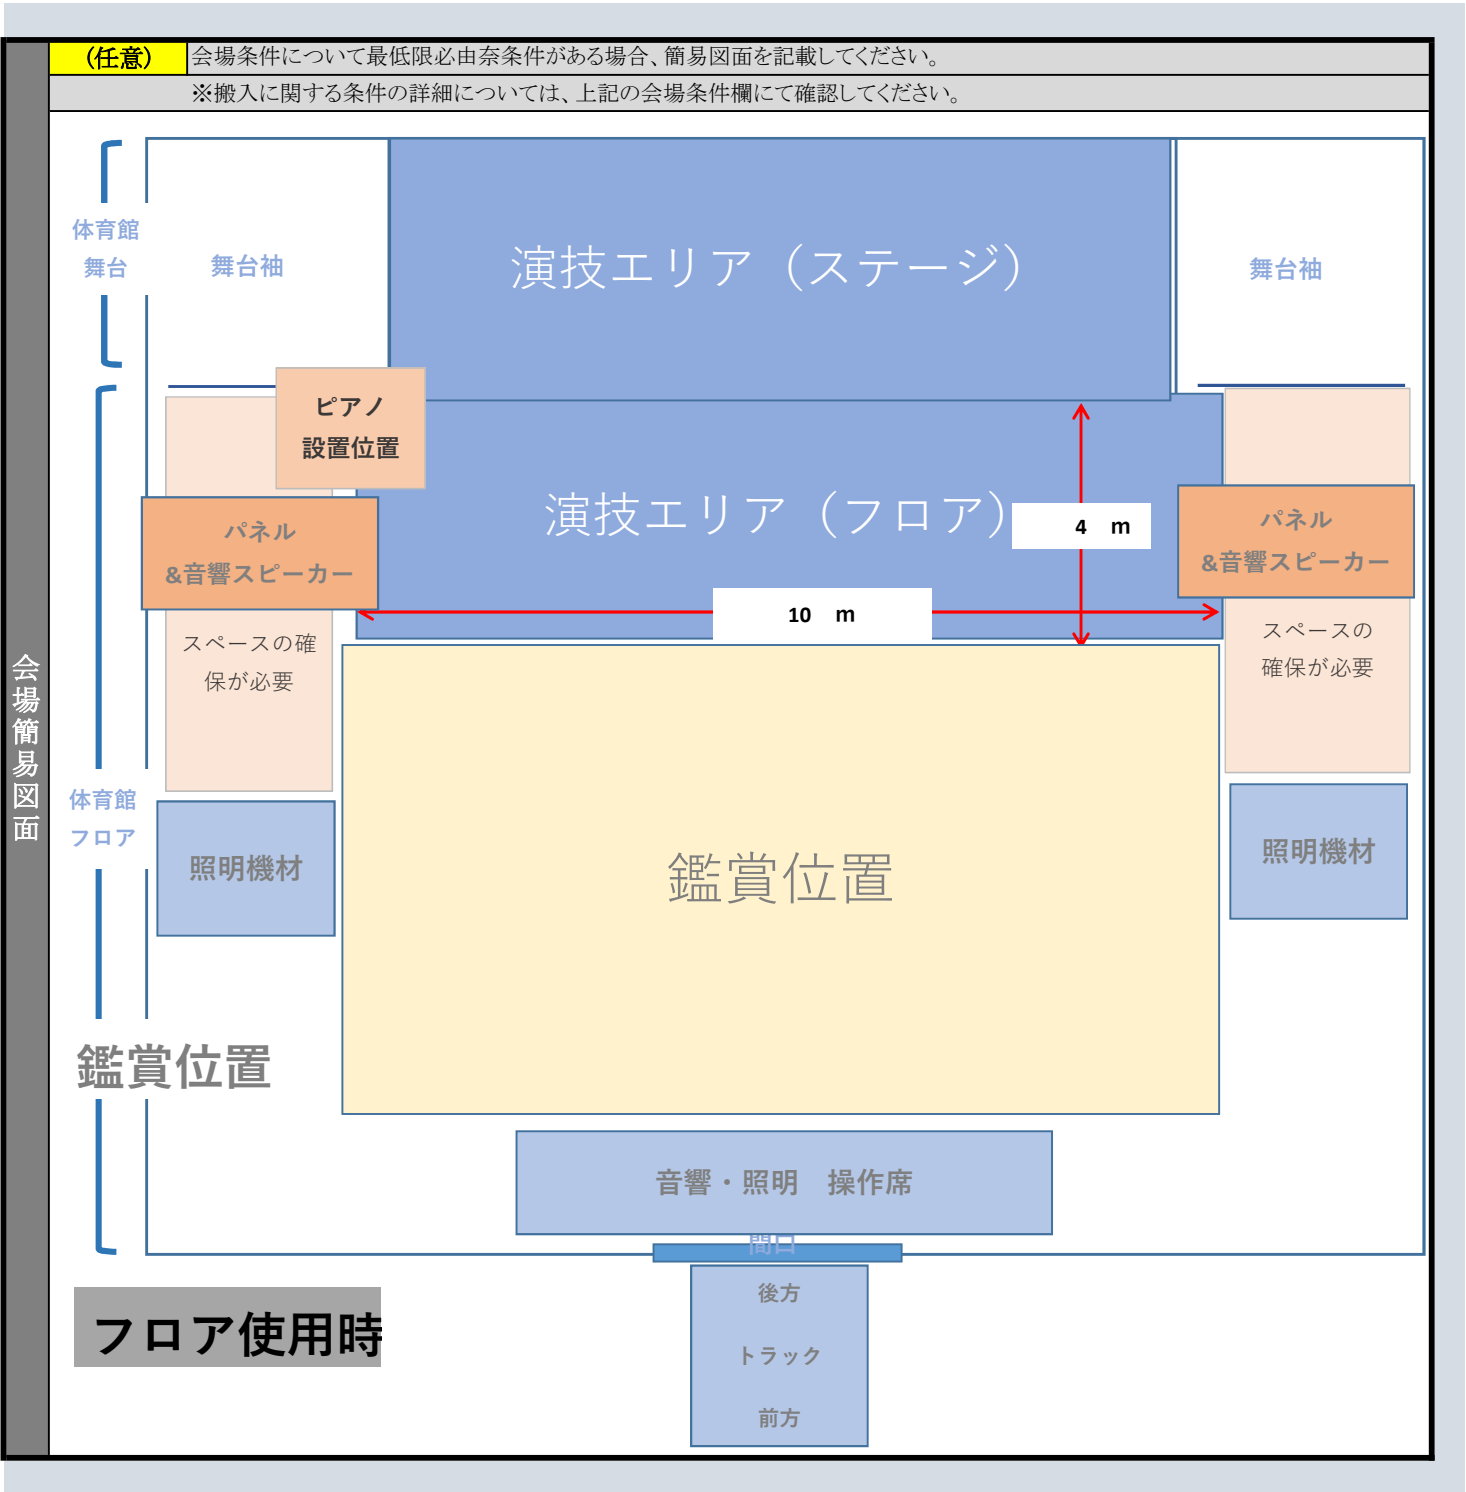 (任意)
会場条件について最低限必由奈条件がある場合、簡易図面を記載してください。
※搬入に関する条件の詳細については、上記の会場条件欄にて確認してください。
会場簡易図面
体育館
舞台
舞台袖
演技エリア（ステージ）
舞台袖
ピアノ
設置位置
演技エリア（フロア）
4　m
10　m
パネル
&音響スピーカー
パネル
&音響スピーカー
スペースの確
保が必要
スペースの
確保が必要
体育館
フロア
照明機材
照明機材
鑑賞位置
鑑賞位置
音響・照明　操作席
間口
後方
トラック
前方
フロア使用時